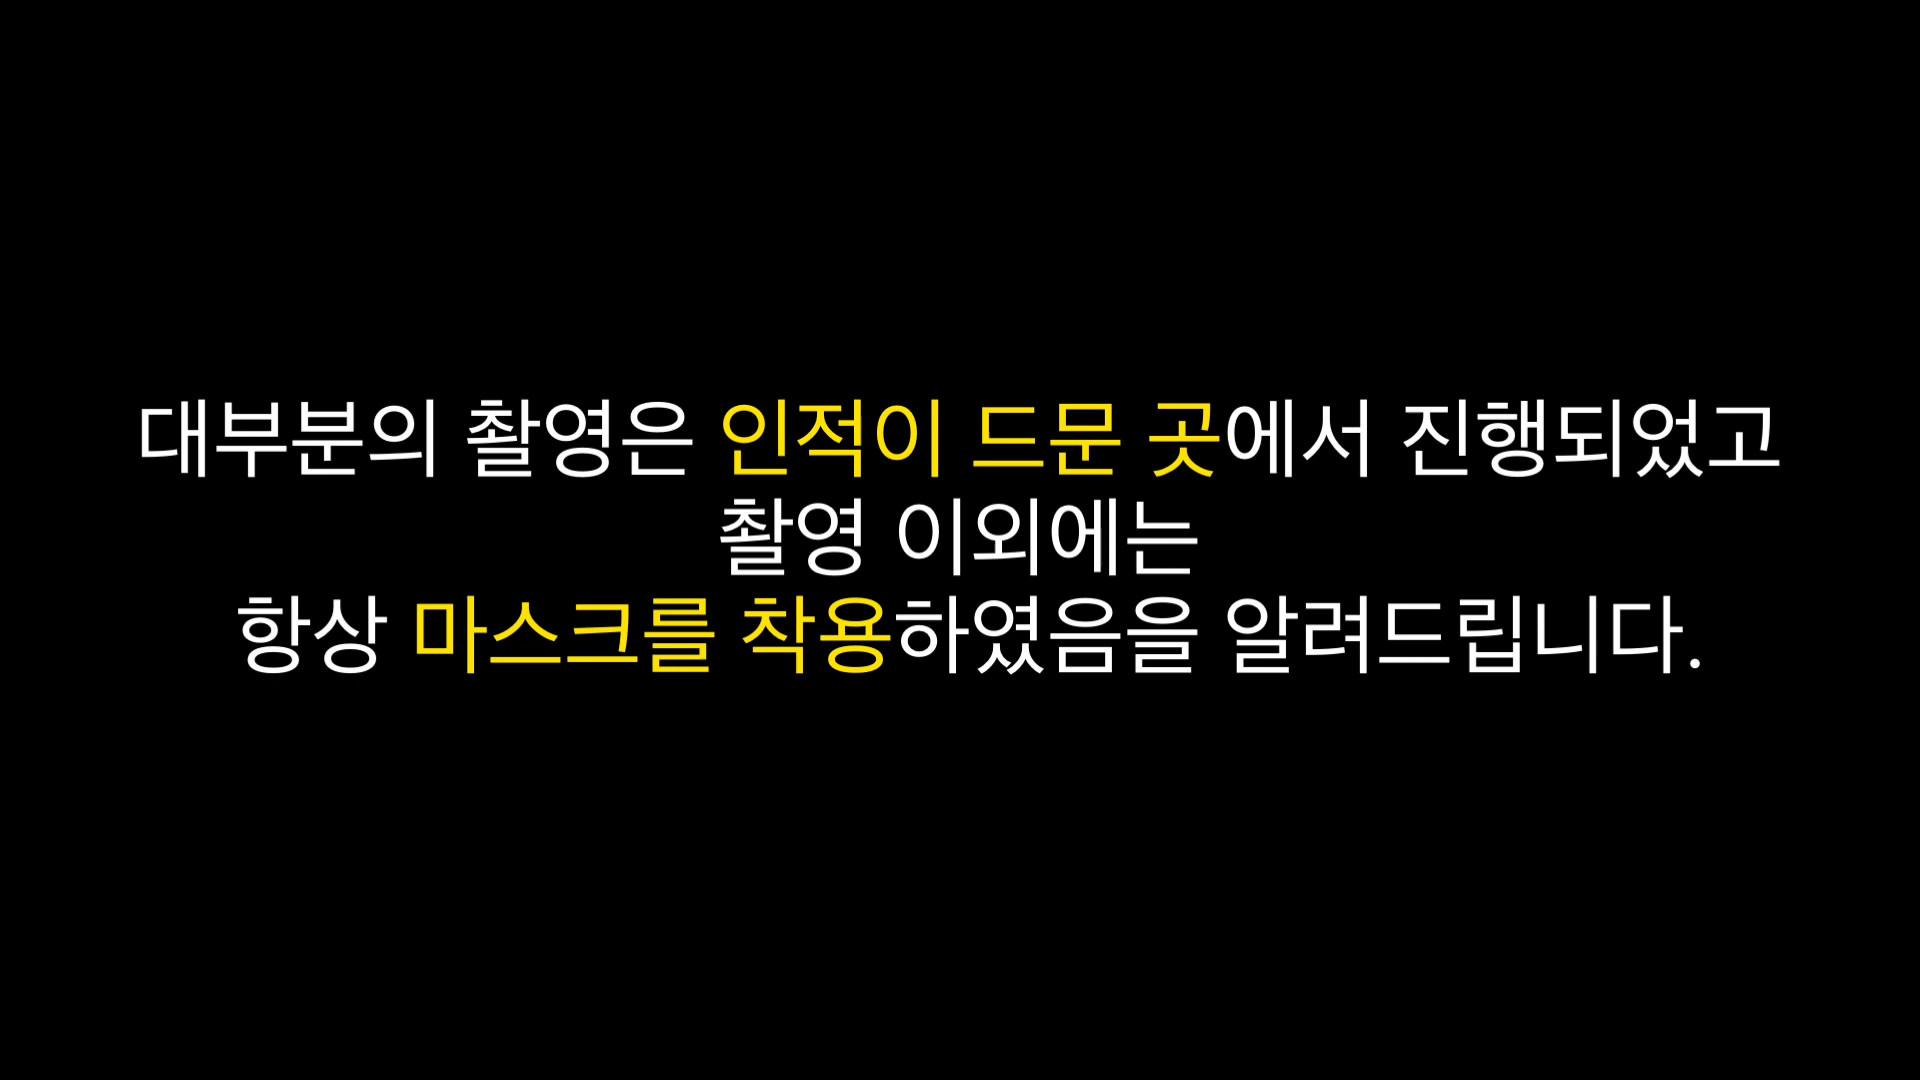 대부분의 촬영은 인적이 드문 곳에서 진행되었고
촬영 이외에는
항상 마스크를 착용하였음을 알려드립니다.